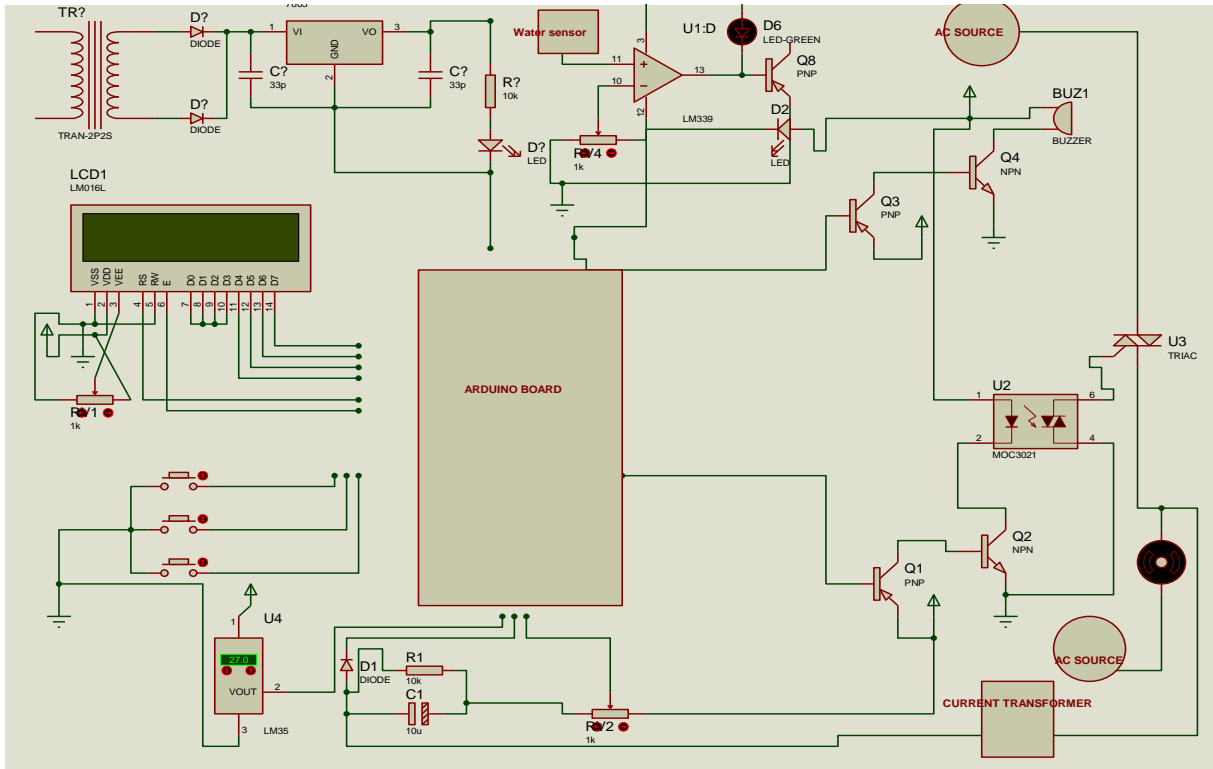 TR?
TRAN-2P2S
D?
DIODE
D?
DIODE
7805
1
VI
VO
3
GND
2
C?
33p
C?
33p
R?
10k
D?
LED
Water sensor
U1:D
3
11
10
12
13
LM339
D6
LED-GREEN
Q8
PNP
D2
LED
RV4
1k
AC SOURCE
BUZ1
BUZZER
Q4
NPN
Q3
PNP
LCD1
LM016L
VSS
VDD
VEE
RS
RW
E
D0
D1
D2
D3
D4
D5
D6
D7
1
2
3
4
5
6
7
8
9
10
11
12
13
14
RV1
1k
ARDUINO BOARD
U3
TRIAC
U2
1
2
6
4
MOC3021
Q2
NPN
Q1
PNP
U4
1
27.0
VOUT
2
3
LM35
D1
DIODE
R1
10k
C1
10u
RV2
1k
AC SOURCE
CURRENT TRANSFORMER